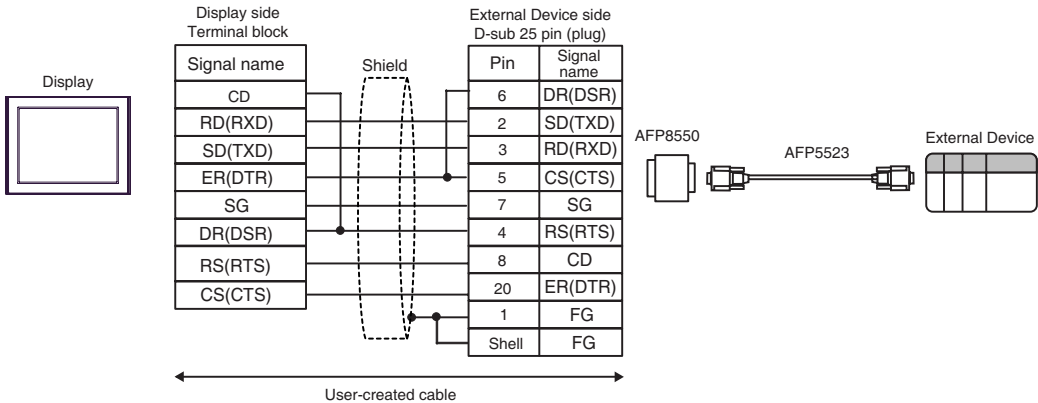 Display side
Terminal block
External Device side
D-sub 25 pin (plug)
Signal name
Shield
Pin
Signal
name
Display
CD
6
DR(DSR)
RD(RXD)
2
SD(TXD)
SD(TXD)
3
RD(RXD)
ER(DTR)
5
CS(CTS)
SG
7
SG
DR(DSR)
4
RS(RTS)
RS(RTS)
8
CD
CS(CTS)
20
ER(DTR)
1
FG
Shell
FG
AFP8550
AFP5523
External Device
User-created cable